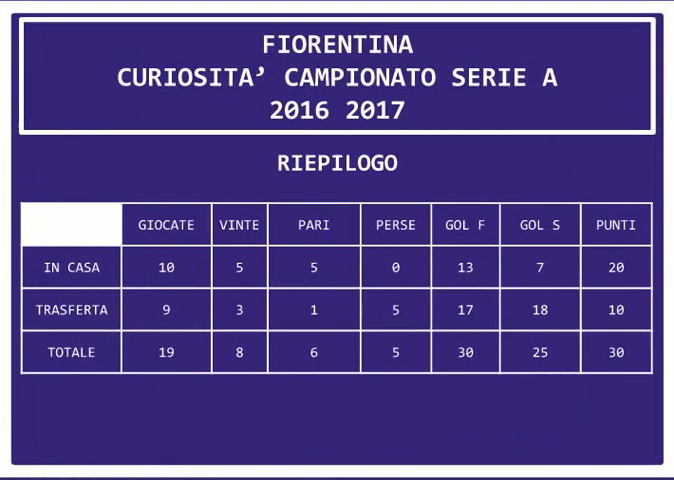 FIORENTINA
CURIOSITA’ CAMPIONATO SERIE A
2016 2017
RIEPILOGO
GIOCATE VINTE PARI PERSE GOL F GOL S PUNTI
IN CASA 10 5 5 0 13 7 20
TRASFERTA 9 3 1 5 17 18 10
TOTALE 19 8 6 5 30 25 30